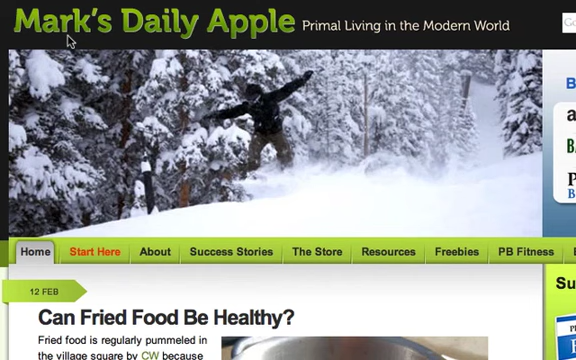 Mark's Daily Apple Primal Living in the Modern World
Home Start Here About Success Stories The Store Resources Freebies PB Fitness
12 FEB
Can Fried Food Be Healthy?
Fried food is regularly pummeled in
the village square by CW because